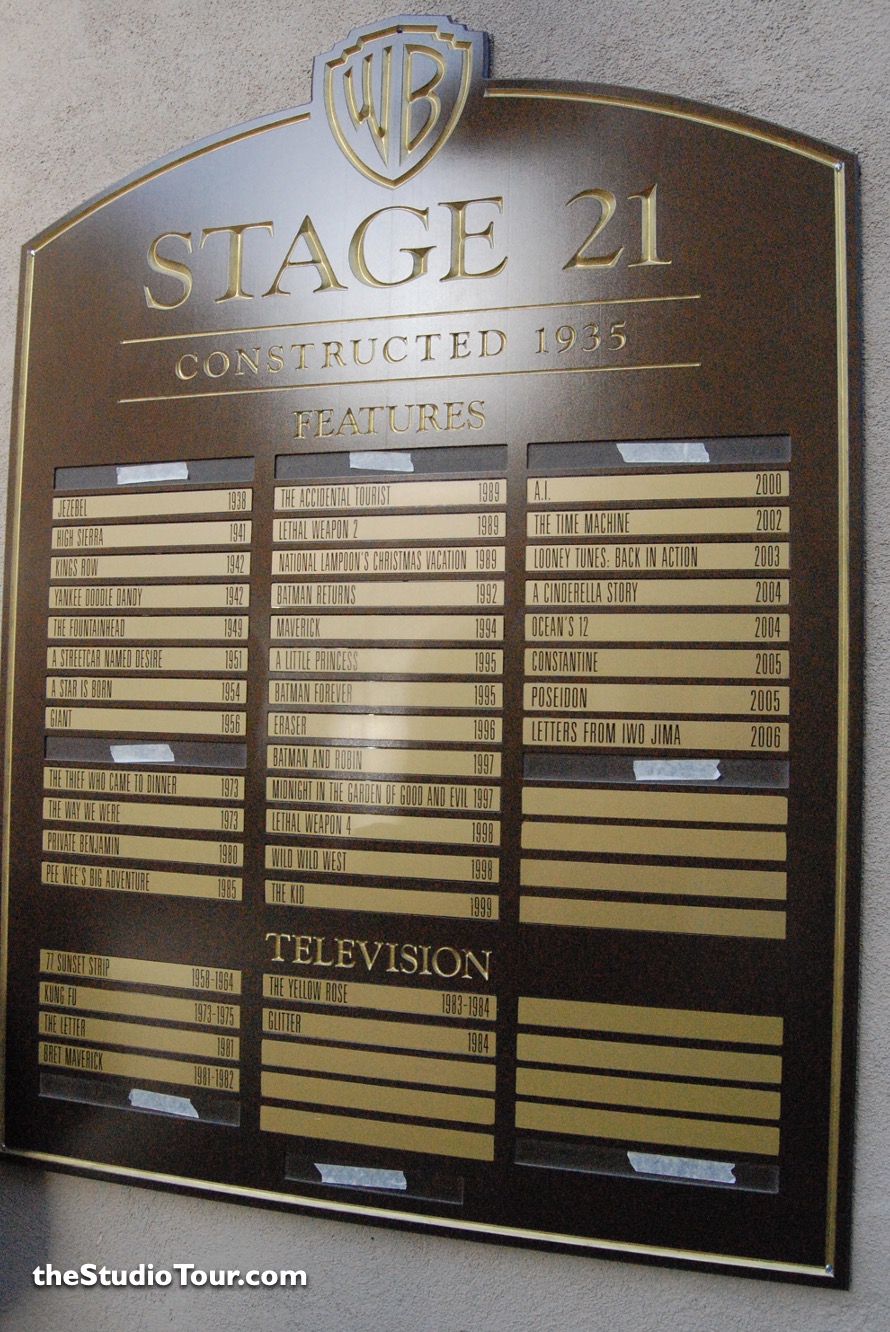 WB
STAGE 21
CONSTRUCTED 1935
FEATURES
JEZEBEL 1938
HIGH SIERRA 1941
KINGS ROW 1942
YANKEE DOODLE DANDY 1942
THE FOUNTAINHEAD 1949
A STREETCAR NAMED DESIRE 1951
A STAR IS BORN 1954
GIANT 1956
THE THIEF WHO CAME TO DINNER 1973
THE WAY WE WERE 1973
PRIVATE BENJAMIN 1980
PEE WEE'S BIG ADVENTURE 1985
THE ACCIDENTAL TOURIST 1989
LETHAL WEAPON 2 1989
NATIONAL LAMPOON'S CHRISTMAS VACATION 1989
BATMAN RETURNS 1992
MAVERICK 1994
A LITTLE PRINCESS 1995
BATMAN FOREVER 1995
ERASER 1996
BATMAN AND ROBIN 1997
MIDNIGHT IN THE GARDEN OF GOOD AND EVIL 1997
LETHAL WEAPON 4 1998
WILD WILD WEST 1998
THE KID 1999
A.I. 2000
THE TIME MACHINE 2002
LOONEY TUNES: BACK IN ACTION 2003
A CINDERELLA STORY 2004
OCEAN'S 12 2004
CONSTANTINE 2005
POSEIDON 2005
LETTERS FROM IWO JIMA 2006
TELEVISION
77 SUNSET STRIP 1958-1964
KUNG FU 1973-1975
THE LETTER 1981
BRET MAVERICK 1981-1982
THE YELLOW ROSE 1983-1984
GLITTER 1984
theStudioTour.com